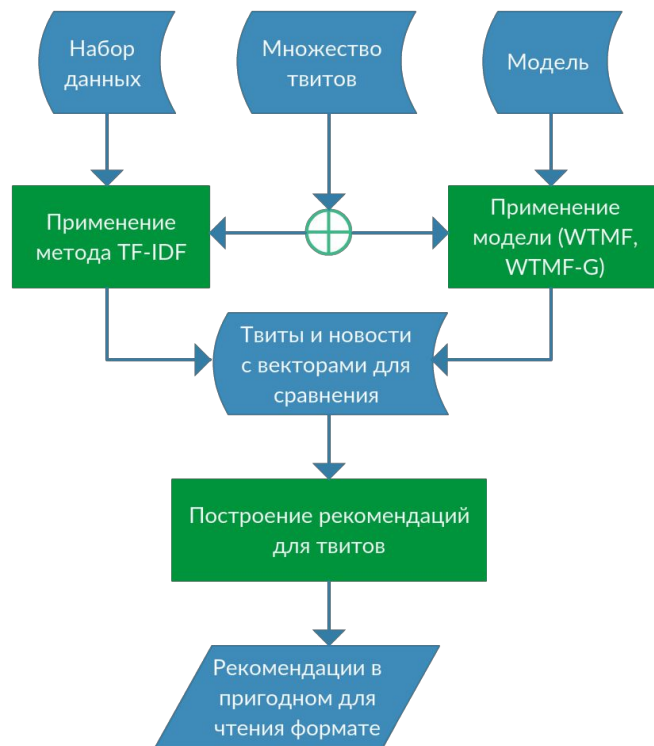 Набор
данных
Множество
твитов
Модель
Применение
метода TF-IDF
Применение
модели (WTMF,
WTMF-G)
Твиты и новости
с векторами для
сравнения
Построение рекомендаций
для твитов
Рекомендации в
пригодном для
чтения формате